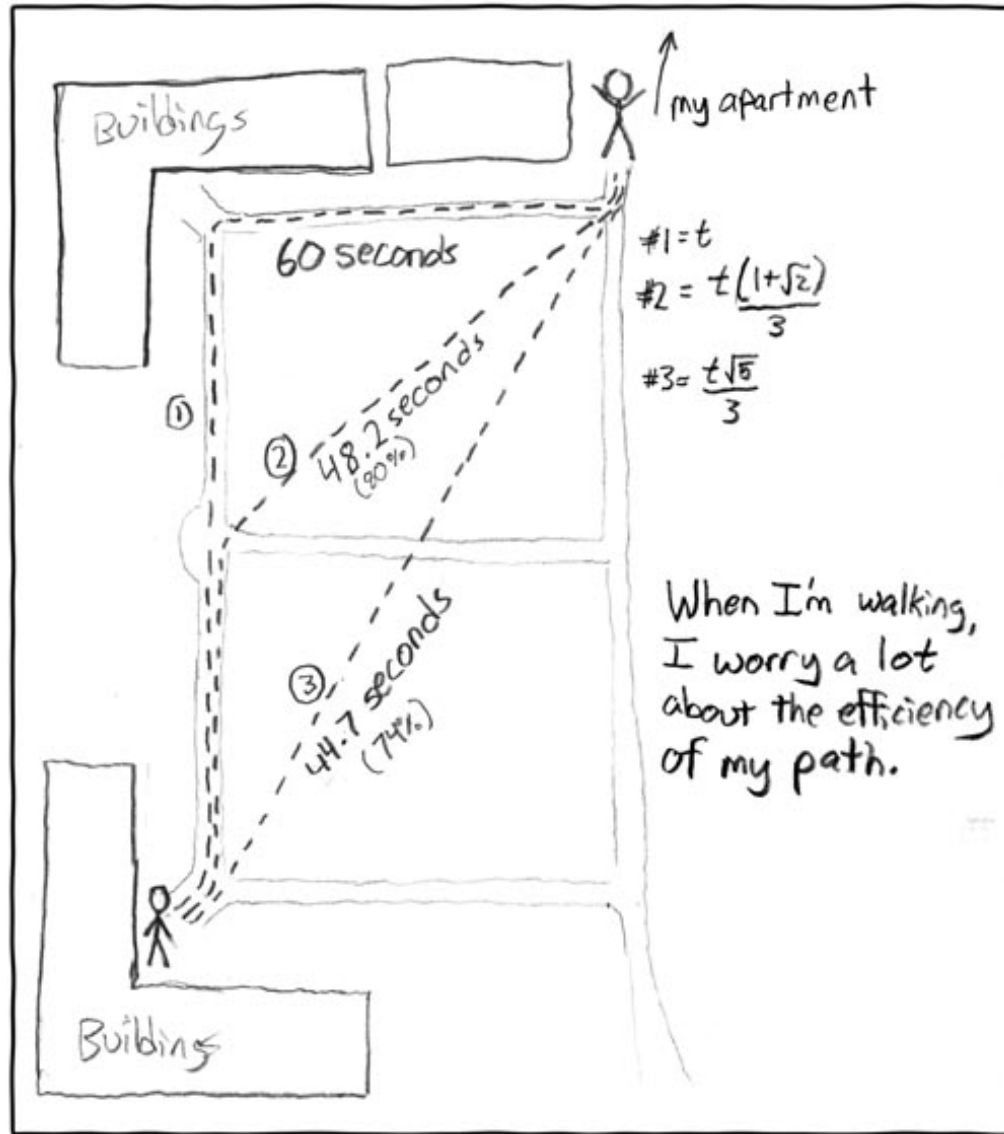 Buildings
my apartment
60 seconds
#1 = t
#2 = t(1+√2)/3
#3 = t√5/3
①
②
48.2 seconds
(80%)
③
44.7 seconds
(74%)
When I'm walking,
I worry a lot
about the efficiency
of my path.
Buildings